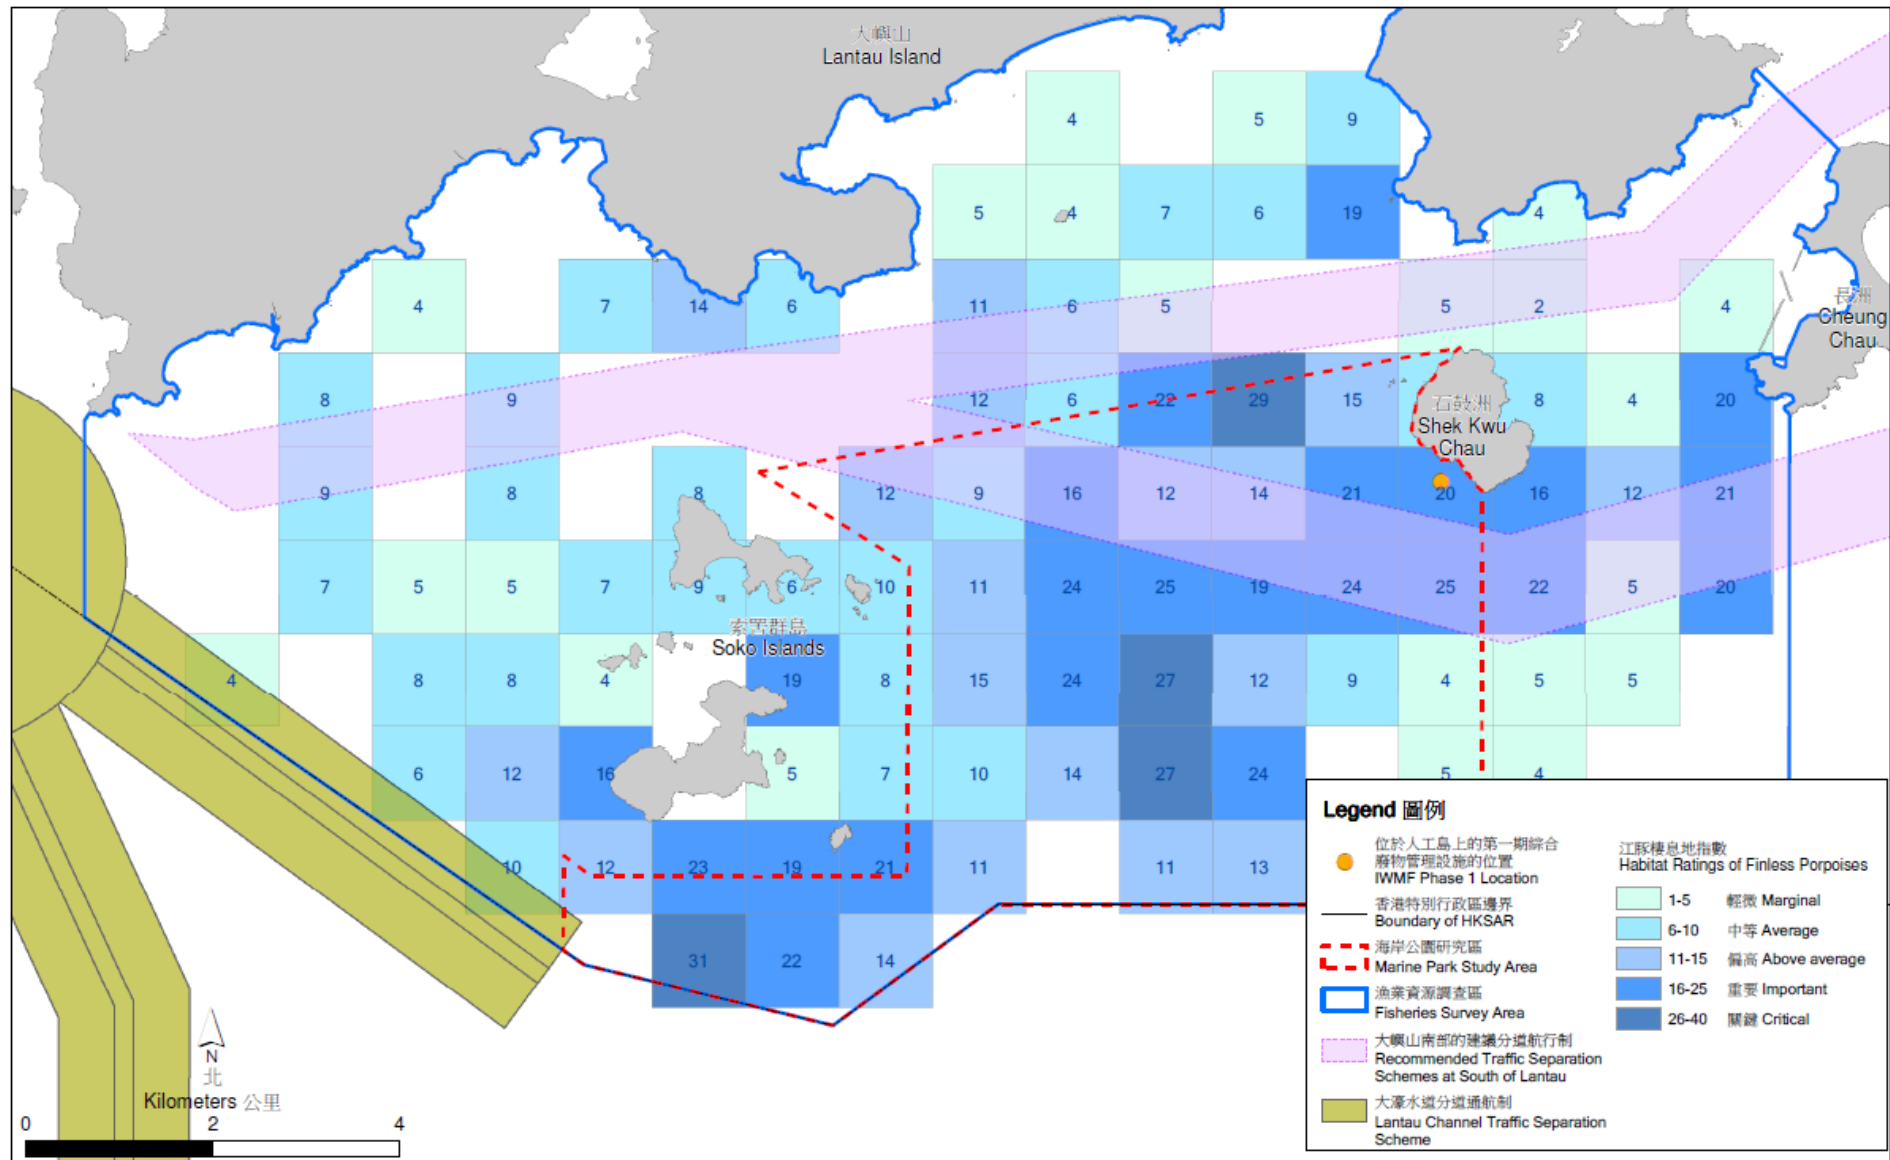 大嶼山
Lantau Island
4 5 9
5 4 7 6 19 4
4 7 14 6 11 6 5 5 2 4
長洲
Cheung
Chau
8 9 12 6 22 29 15 8 4 20
石鼓洲
Shek Kwu
Chau
9 8 8 12 9 16 12 14 21 20 16 12 21
7 5 5 7 9 6 10 11 24 25 19 24 25 22 5 20
索罟群島
Soko Islands
4 8 8 4 19 8 15 24 27 12 9 4 5 5
6 12 16 5 7 10 14 27 24 5 4
10 12 23 19 21 11 11 13
31 22 14
N
北
Kilometers 公里
0 2 4
Legend 圖例
位於人工島上的第一期綜合
廢物管理設施的位置
IWMF Phase 1 Location
香港特別行政區邊界
Boundary of HKSAR
海岸公園研究區
Marine Park Study Area
漁業資源調查區
Fisheries Survey Area
大嶼山南部的建議分道航行制
Recommended Traffic Separation
Schemes at South of Lantau
大濠水道分道通航制
Lantau Channel Traffic Separation
Scheme
江豚棲息地指數
Habitat Ratings of Finless Porpoises
1-5 輕微 Marginal
6-10 中等 Average
11-15 偏高 Above average
16-25 重要 Important
26-40 關鍵 Critical